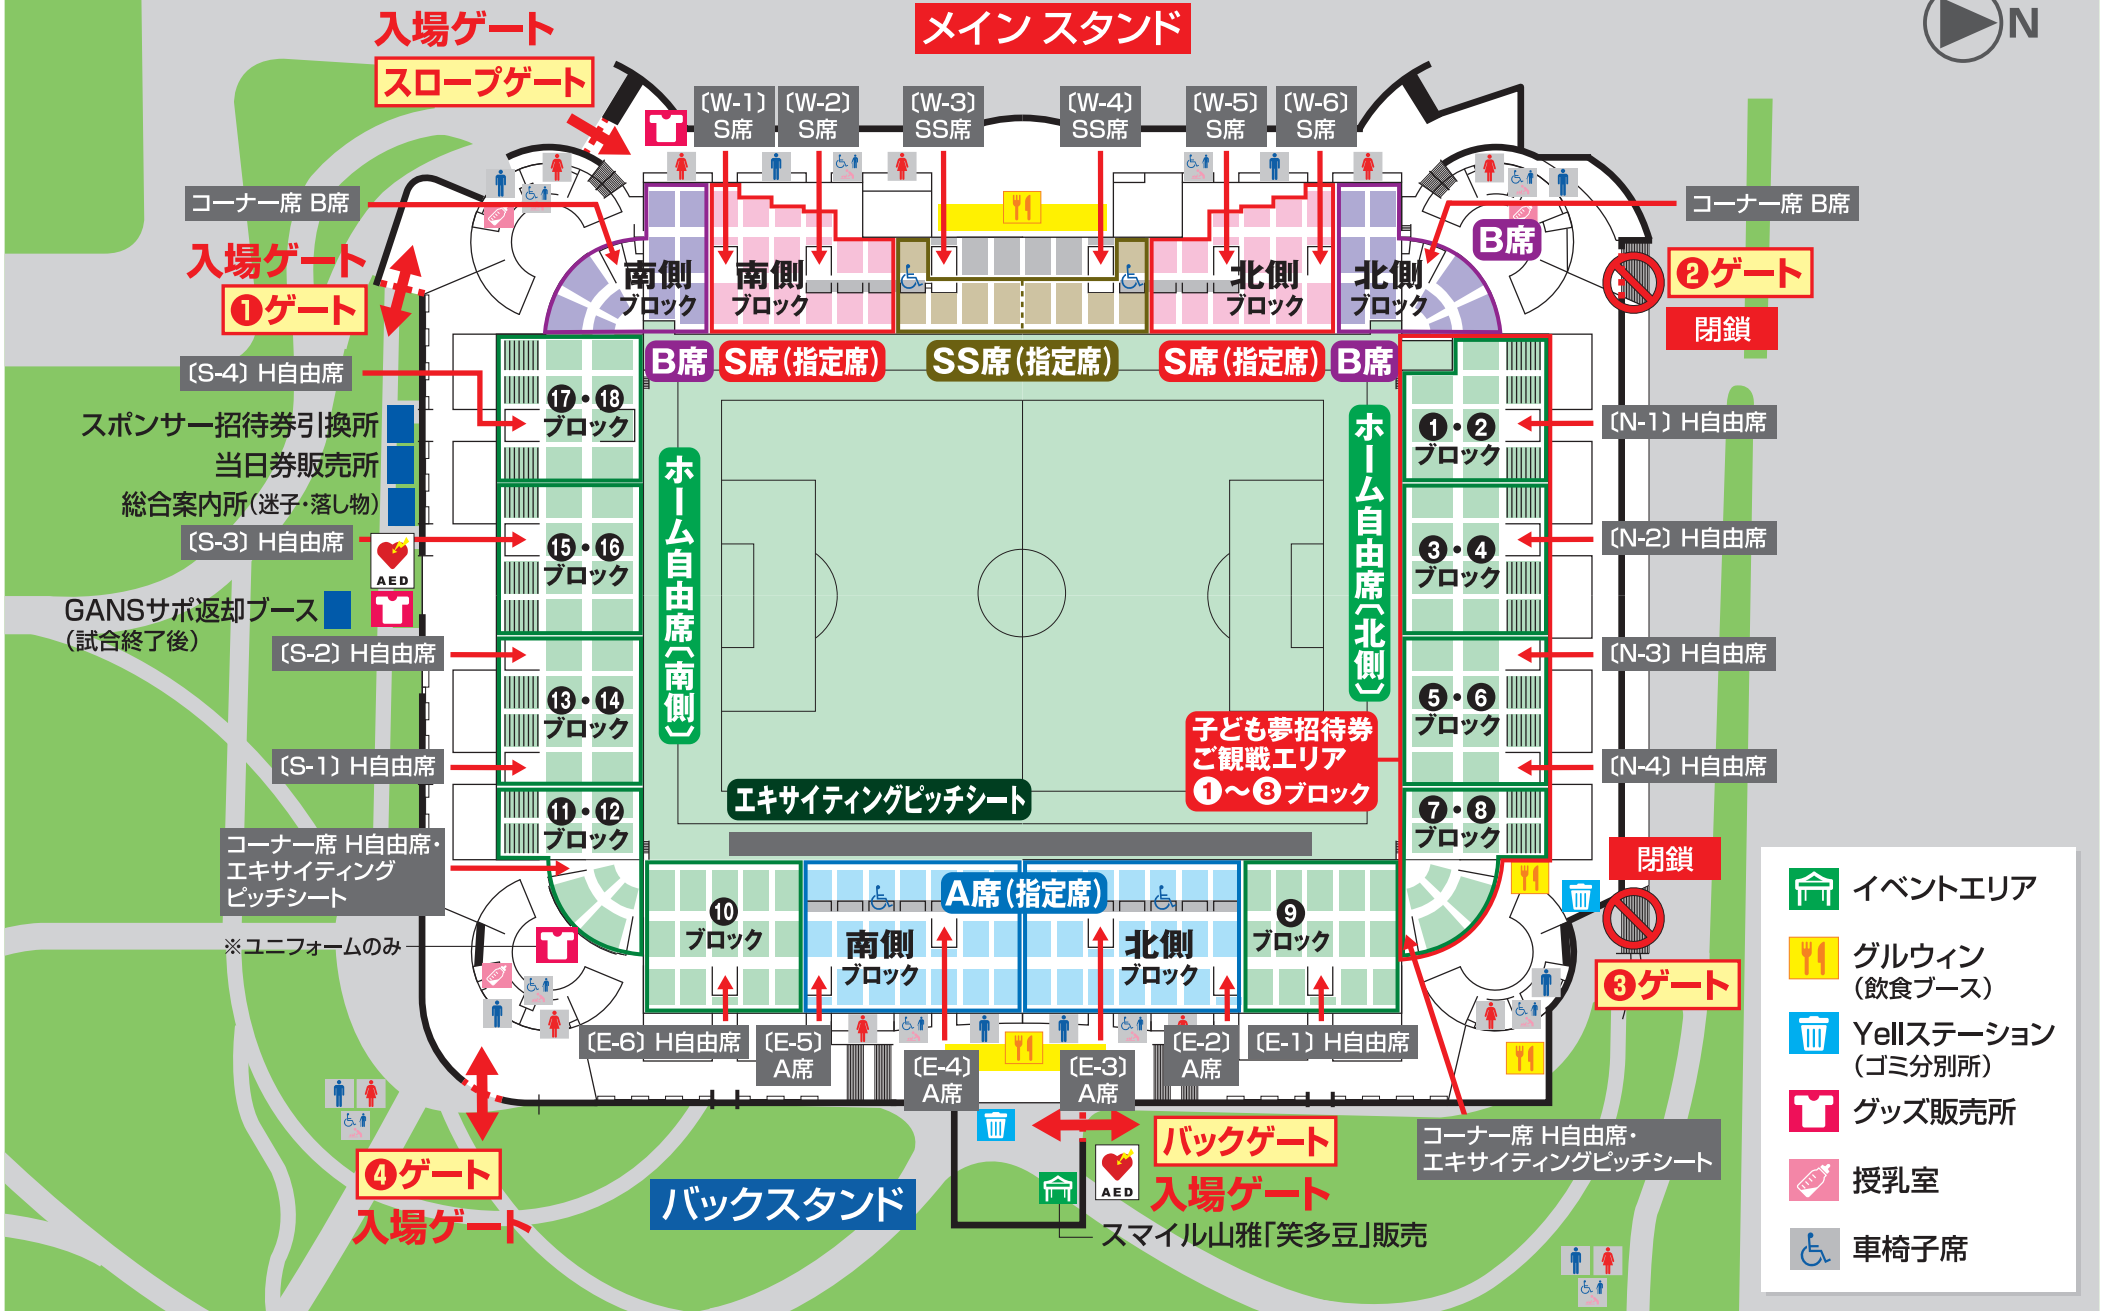 メインスタンド
N
入場ゲート
スロープゲート
〔W-1〕
S席
〔W-2〕
S席
〔W-3〕
SS席
〔W-4〕
SS席
〔W-5〕
S席
〔W-6〕
S席
コーナー席 B席
コーナー席 B席
B席
入場ゲート
❶ゲート
❷ゲート
閉鎖
南側
ブロック
南側
ブロック
北側
ブロック
北側
ブロック
B席
S席(指定席)
SS席(指定席)
S席(指定席)
B席
〔S-4〕H自由席
スポンサー招待券引換所
当日券販売所
総合案内所(迷子・落し物)
〔S-3〕H自由席
AED
GANSサポ返却ブース
(試合終了後)
〔S-2〕H自由席
〔S-1〕H自由席
⓱・⓲
ブロック
⓯・⓰
ブロック
⓭・⓮
ブロック
⓫・⓬
ブロック
ホーム自由席〔南側〕
ホーム自由席〔北側〕
❶・❷
ブロック
❸・❹
ブロック
❺・❻
ブロック
❼・❽
ブロック
〔N-1〕H自由席
〔N-2〕H自由席
〔N-3〕H自由席
〔N-4〕H自由席
子ども夢招待券
ご観戦エリア
❶〜❽ブロック
エキサイティングピッチシート
コーナー席 H自由席・
エキサイティング
ピッチシート
※ユニフォームのみ
A席(指定席)
❿
ブロック
南側
ブロック
北側
ブロック
❾
ブロック
閉鎖
❸ゲート
〔E-6〕H自由席
〔E-5〕
A席
〔E-4〕
A席
〔E-3〕
A席
〔E-2〕
A席
〔E-1〕H自由席
コーナー席 H自由席・
エキサイティングピッチシート
❹ゲート
入場ゲート
バックスタンド
バックゲート
入場ゲート
AED
スマイル山雅「笑多豆」販売
イベントエリア
グルウィン
(飲食ブース)
Yellステーション
(ゴミ分別所)
グッズ販売所
授乳室
車椅子席